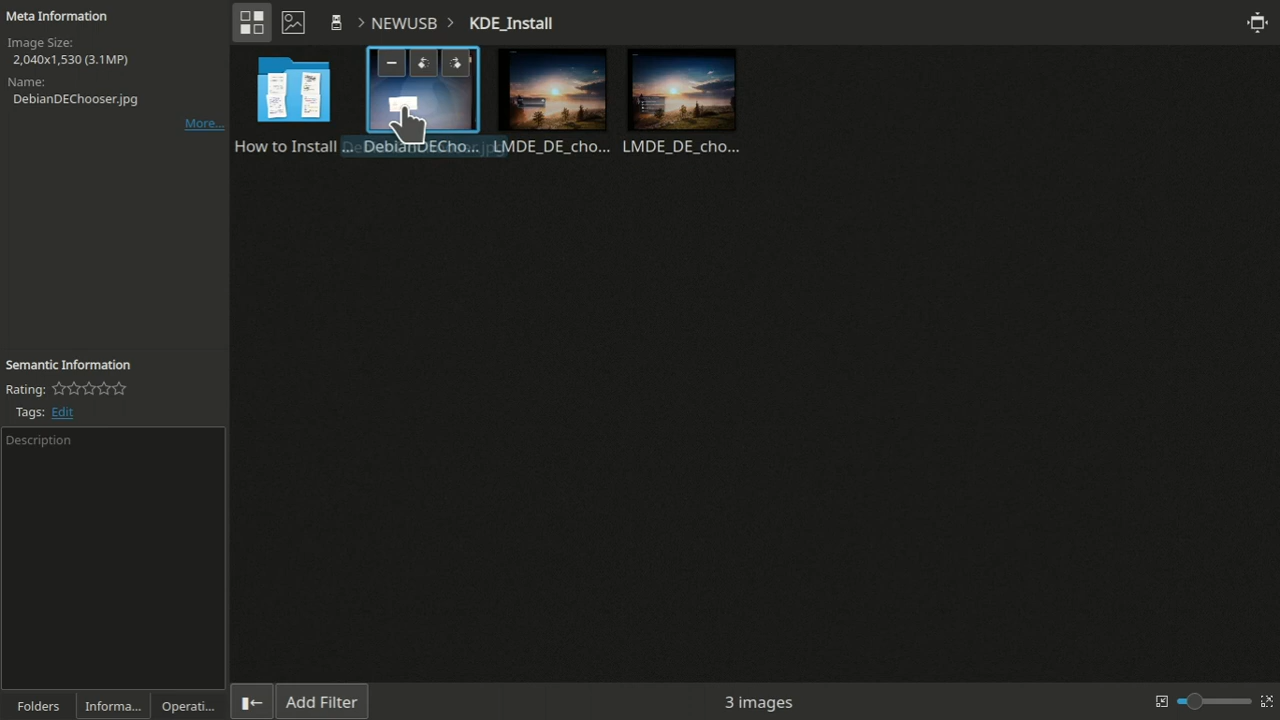 Meta Information
Image Size:
2,040x1,530 (3.1MP)
Name:
DebianDEChooser.jpg
More...
Semantic Information
Rating:
Tags: Edit
Description
Folders
Informa...
Operati...
NEWUSB > KDE_Install
How to Install ...
DebianDECho...
LMDE_DE_cho...
LMDE_DE_cho...
Add Filter
3 images